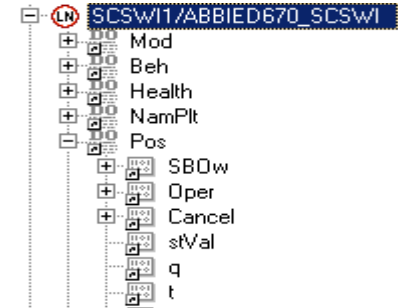 LN SCSWI1/ABBIED670_SCSWI
DO Mod
DO Beh
DO Health
DO NamPlt
DO Pos
SBOw
Oper
Cancel
stVal
q
t